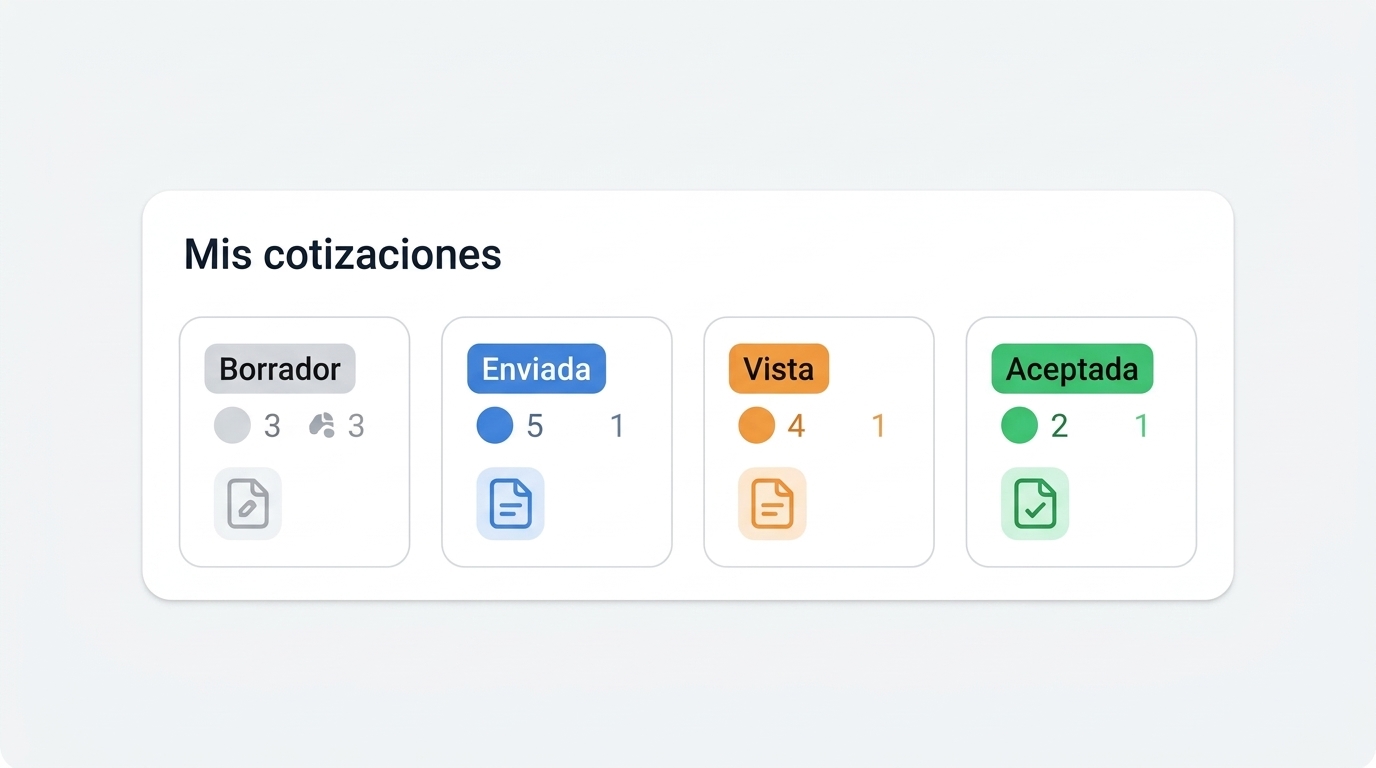 Mis cotizaciones
Borrador
3 3
Enviada
5 1
Vista
4 1
Aceptada
2 1